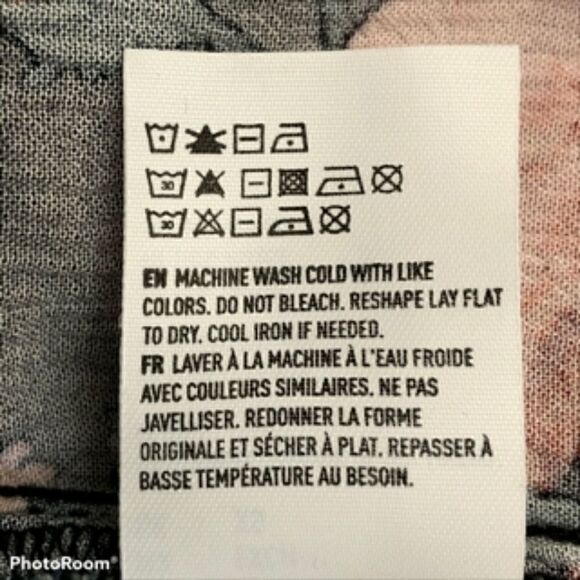 30
30
EN MACHINE WASH COLD WITH LIKE
COLORS. DO NOT BLEACH. RESHAPE LAY FLAT
TO DRY. COOL IRON IF NEEDED.
FR LAVER À LA MACHINE À L'EAU FROIDE
AVEC COULEURS SIMILAIRES. NE PAS
JAVELLISER. REDONNER LA FORME
ORIGINALE ET SÉCHER À PLAT. REPASSER À
BASSE TEMPÉRATURE AU BESOIN.
PhotoRoom